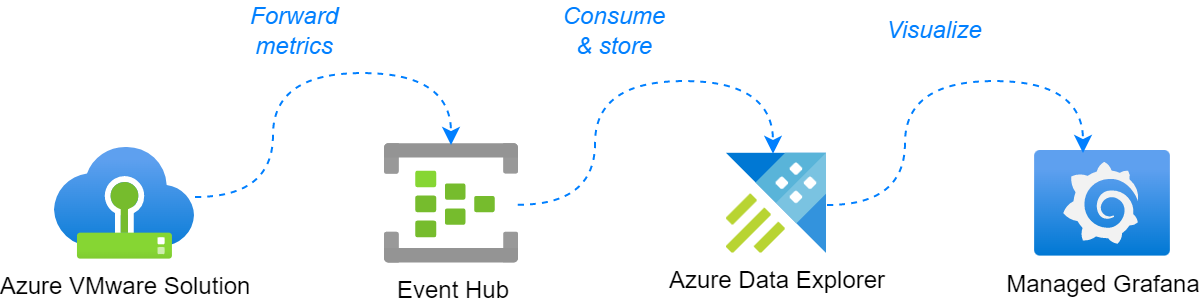 Forward
metrics
Consume
& store
Visualize
Azure VMware Solution
Event Hub
Azure Data Explorer
Managed Grafana